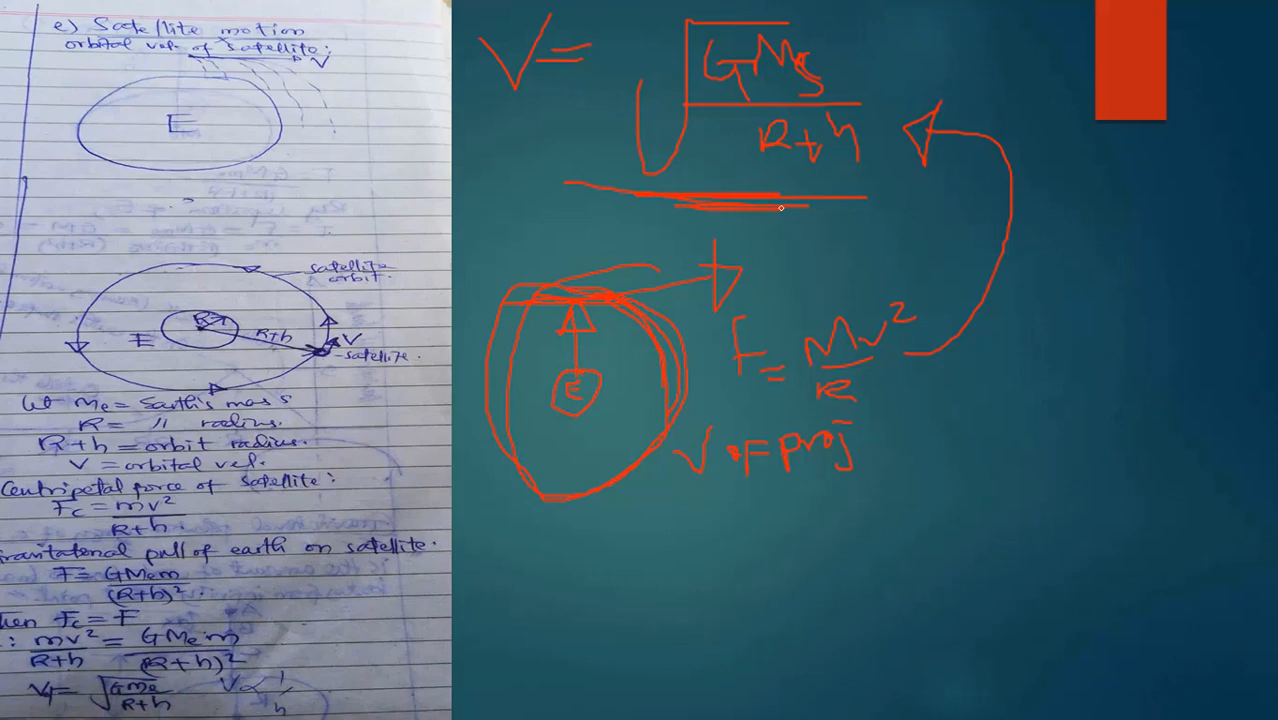 e) Satellite motion
orbital vel. of satellite:
V
E
satellite
orbit.
R
R+h
E
V
satellite.
Let Me = Earth's mass
R = " radius.
R+h = orbit radius.
V = orbital vel.
Centripetal force of satellite:
Fc = mv²
R+h.
Gravitational pull of earth on satellite.
F = GMem
(R+h)².
Then Fc = F
∴ mv² = GMem
R+h (R+h)²
V = √GMe V ∝ 1
R+h h
V = √GMs
R+h
E
F = Mv²
R
V of proj